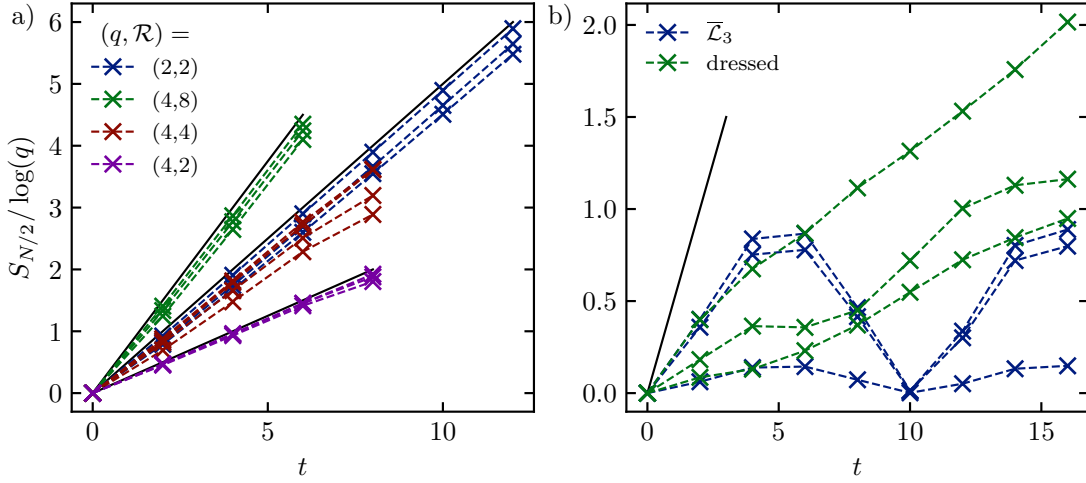 a)
(q, R) =
(2,2)
(4,8)
(4,4)
(4,2)
S_{N/2} / log(q)
6
5
4
3
2
1
0
0
5
10
t
b)
L̅₃
dressed
2.0
1.5
1.0
0.5
0.0
0
5
10
15
t